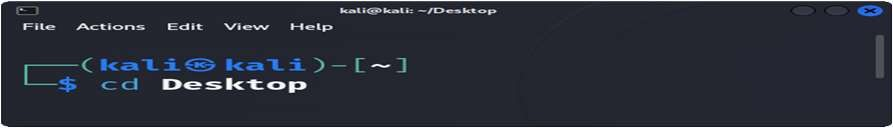 kali@kali: ~/Desktop
File Actions Edit View Help
┌──(kali㉿kali)-[~]
└─$ cd Desktop